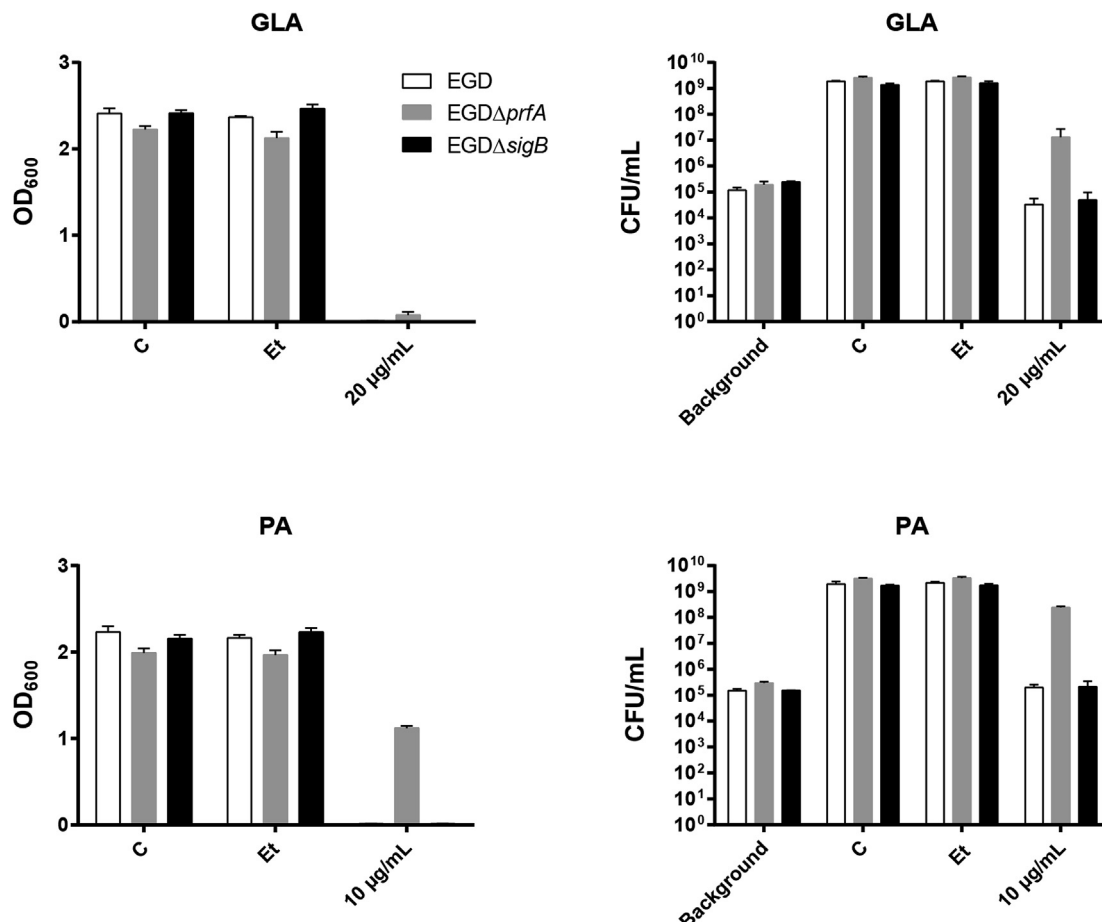 GLA
3
2
1
0
OD600
C
Et
20 µg/mL
EGD
EGDΔprfA
EGDΔsigB
GLA
10^10
10^9
10^8
10^7
10^6
10^5
10^4
10^3
10^2
10^1
10^0
CFU/mL
Background
C
Et
20 µg/mL
PA
3
2
1
0
OD600
C
Et
10 µg/mL
PA
10^10
10^9
10^8
10^7
10^6
10^5
10^4
10^3
10^2
10^1
10^0
CFU/mL
Background
C
Et
10 µg/mL